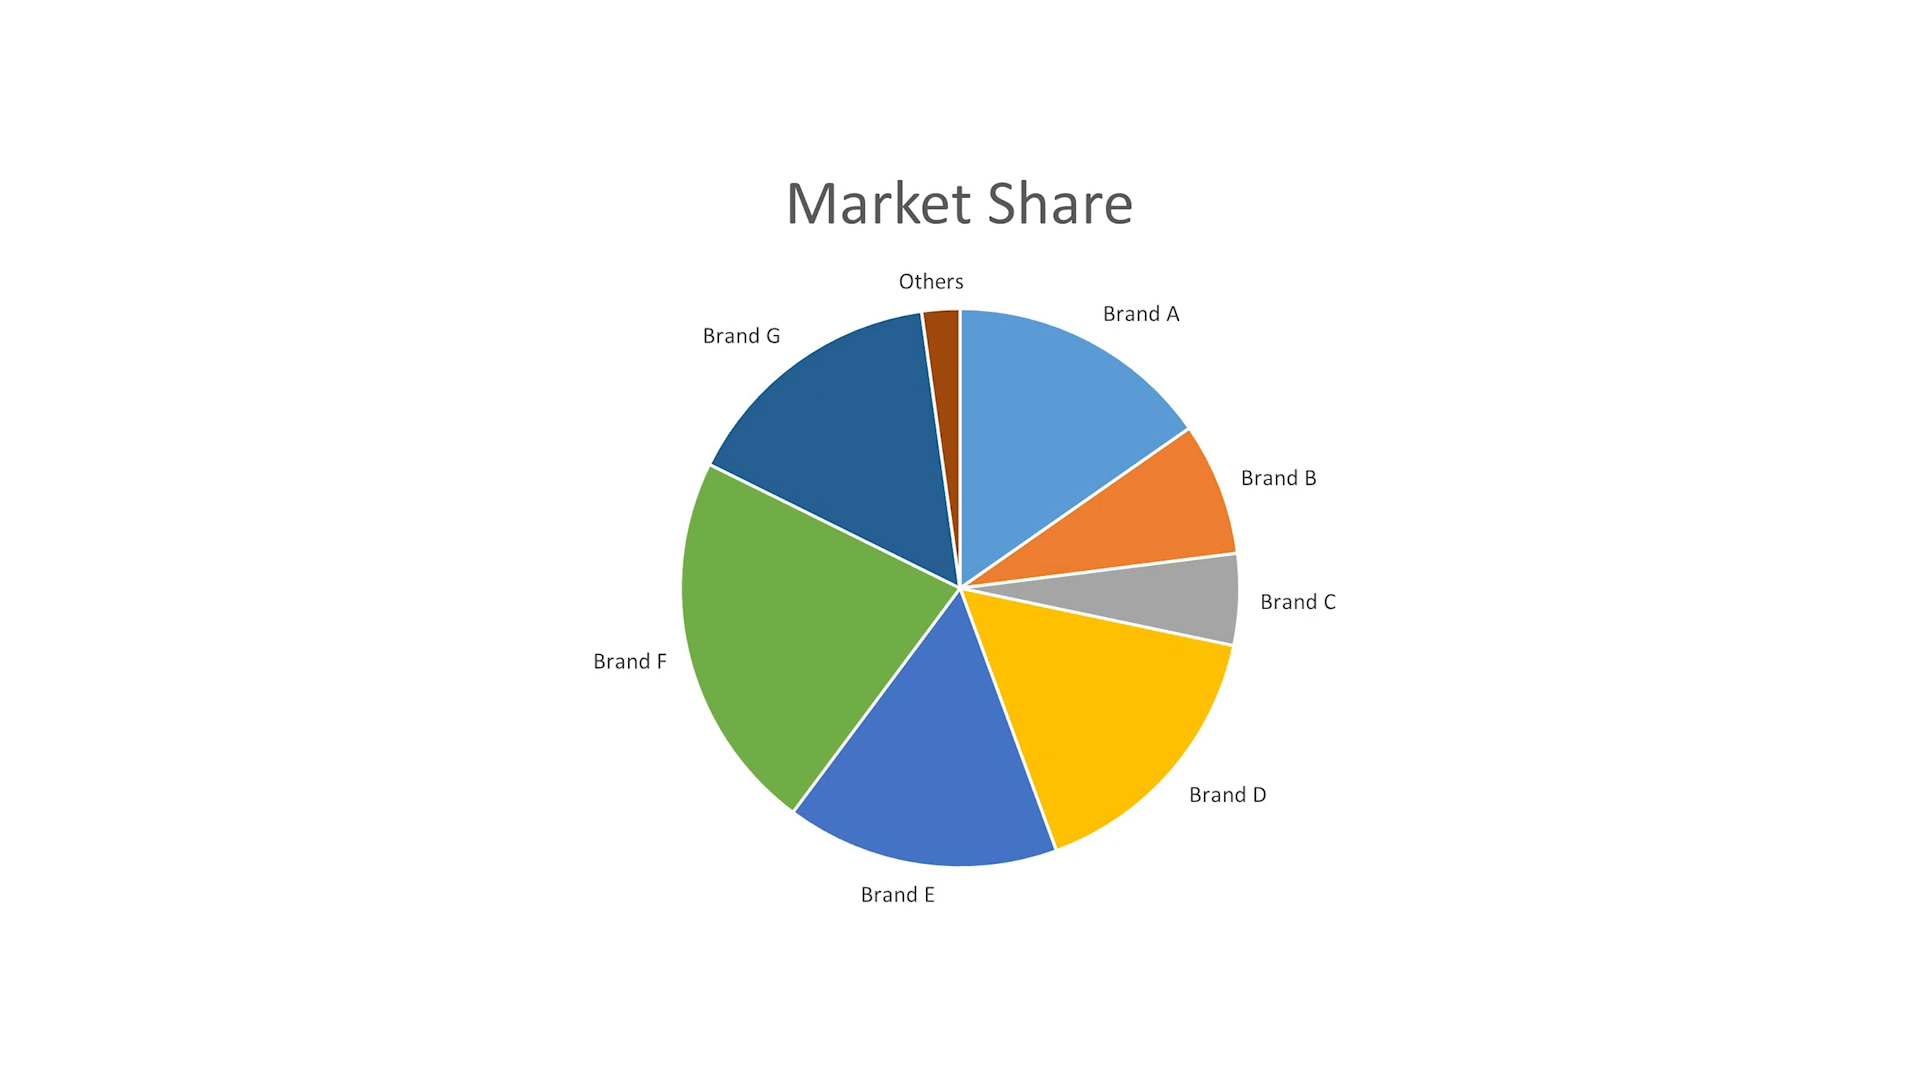 Market Share
Others
Brand A
Brand G
Brand B
Brand C
Brand F
Brand D
Brand E